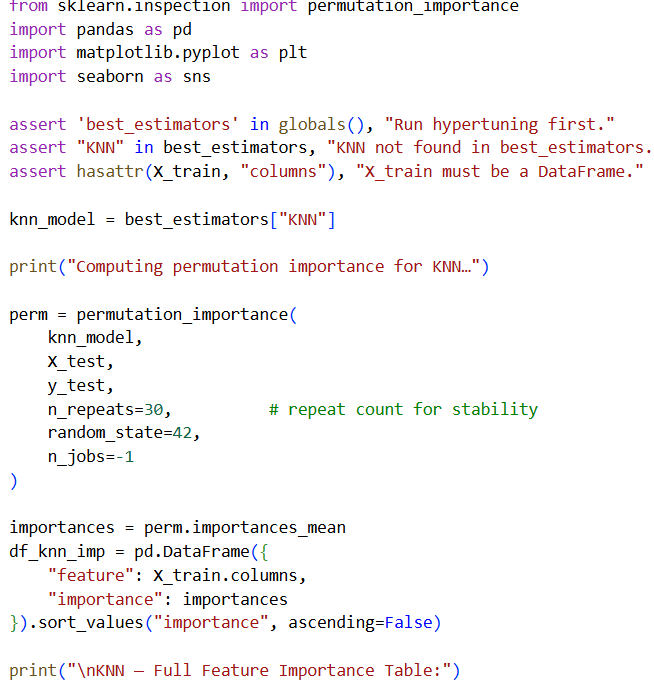 from sklearn.inspection import permutation_importance
import pandas as pd
import matplotlib.pyplot as plt
import seaborn as sns

assert 'best_estimators' in globals(), "Run hypertuning first."
assert "KNN" in best_estimators, "KNN not found in best_estimators.
assert hasattr(X_train, "columns"), "X_train must be a DataFrame."

knn_model = best_estimators["KNN"]

print("Computing permutation importance for KNN…")

perm = permutation_importance(
    knn_model,
    X_test,
    y_test,
    n_repeats=30,          # repeat count for stability
    random_state=42,
    n_jobs=-1
)

importances = perm.importances_mean
df_knn_imp = pd.DataFrame({
    "feature": X_train.columns,
    "importance": importances
}).sort_values("importance", ascending=False)

print("\nKNN — Full Feature Importance Table:")